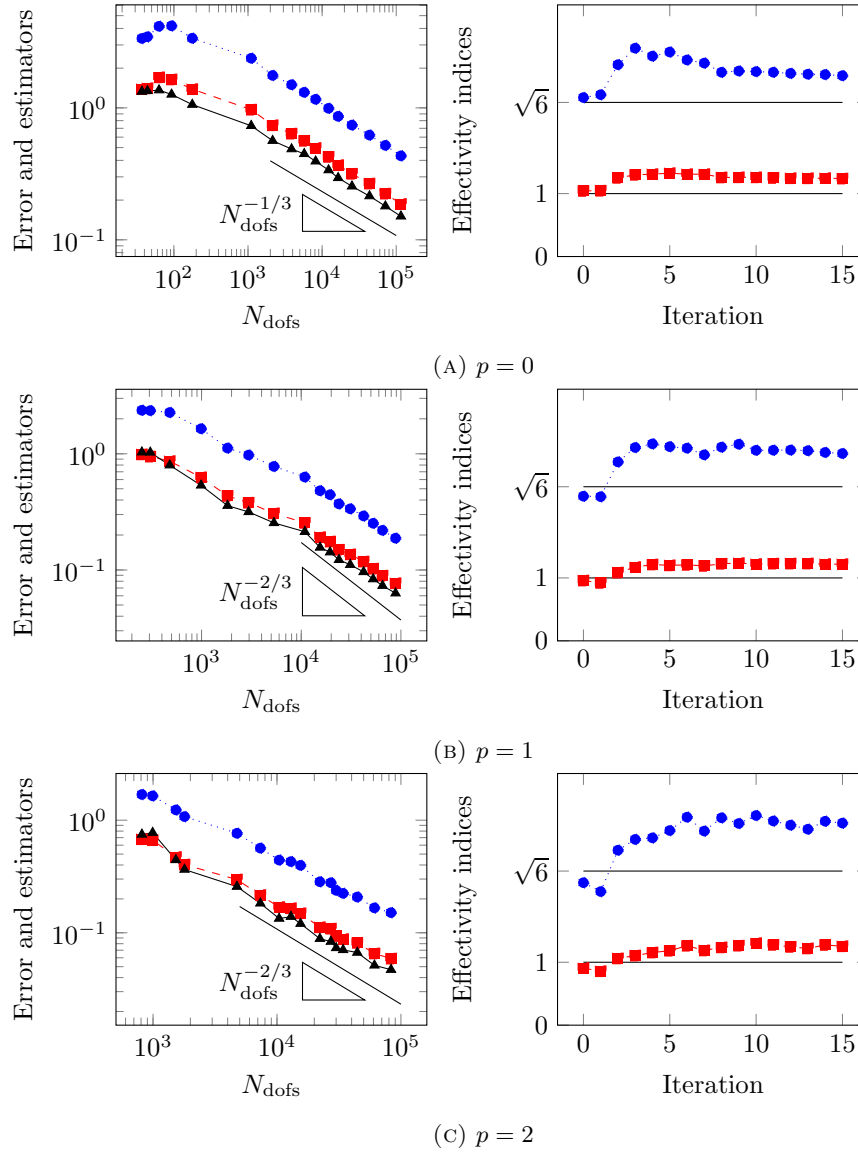 Error and estimators
10^0
10^{-1}
N_dofs^{-1/3}
10^2 10^3 10^4 10^5
N_dofs
Effectivity indices
√6
1
0
0 5 10 15
Iteration
(A) p = 0
Error and estimators
10^0
10^{-1}
N_dofs^{-2/3}
10^3 10^4 10^5
N_dofs
Effectivity indices
√6
1
0
0 5 10 15
Iteration
(B) p = 1
Error and estimators
10^0
10^{-1}
N_dofs^{-2/3}
10^3 10^4 10^5
N_dofs
Effectivity indices
√6
1
0
0 5 10 15
Iteration
(C) p = 2